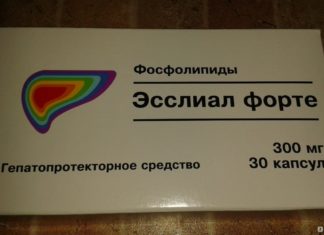 Фосфолипиды
Эсслиал форте
300 мг
Гепатопротекторное средство
30 капсул